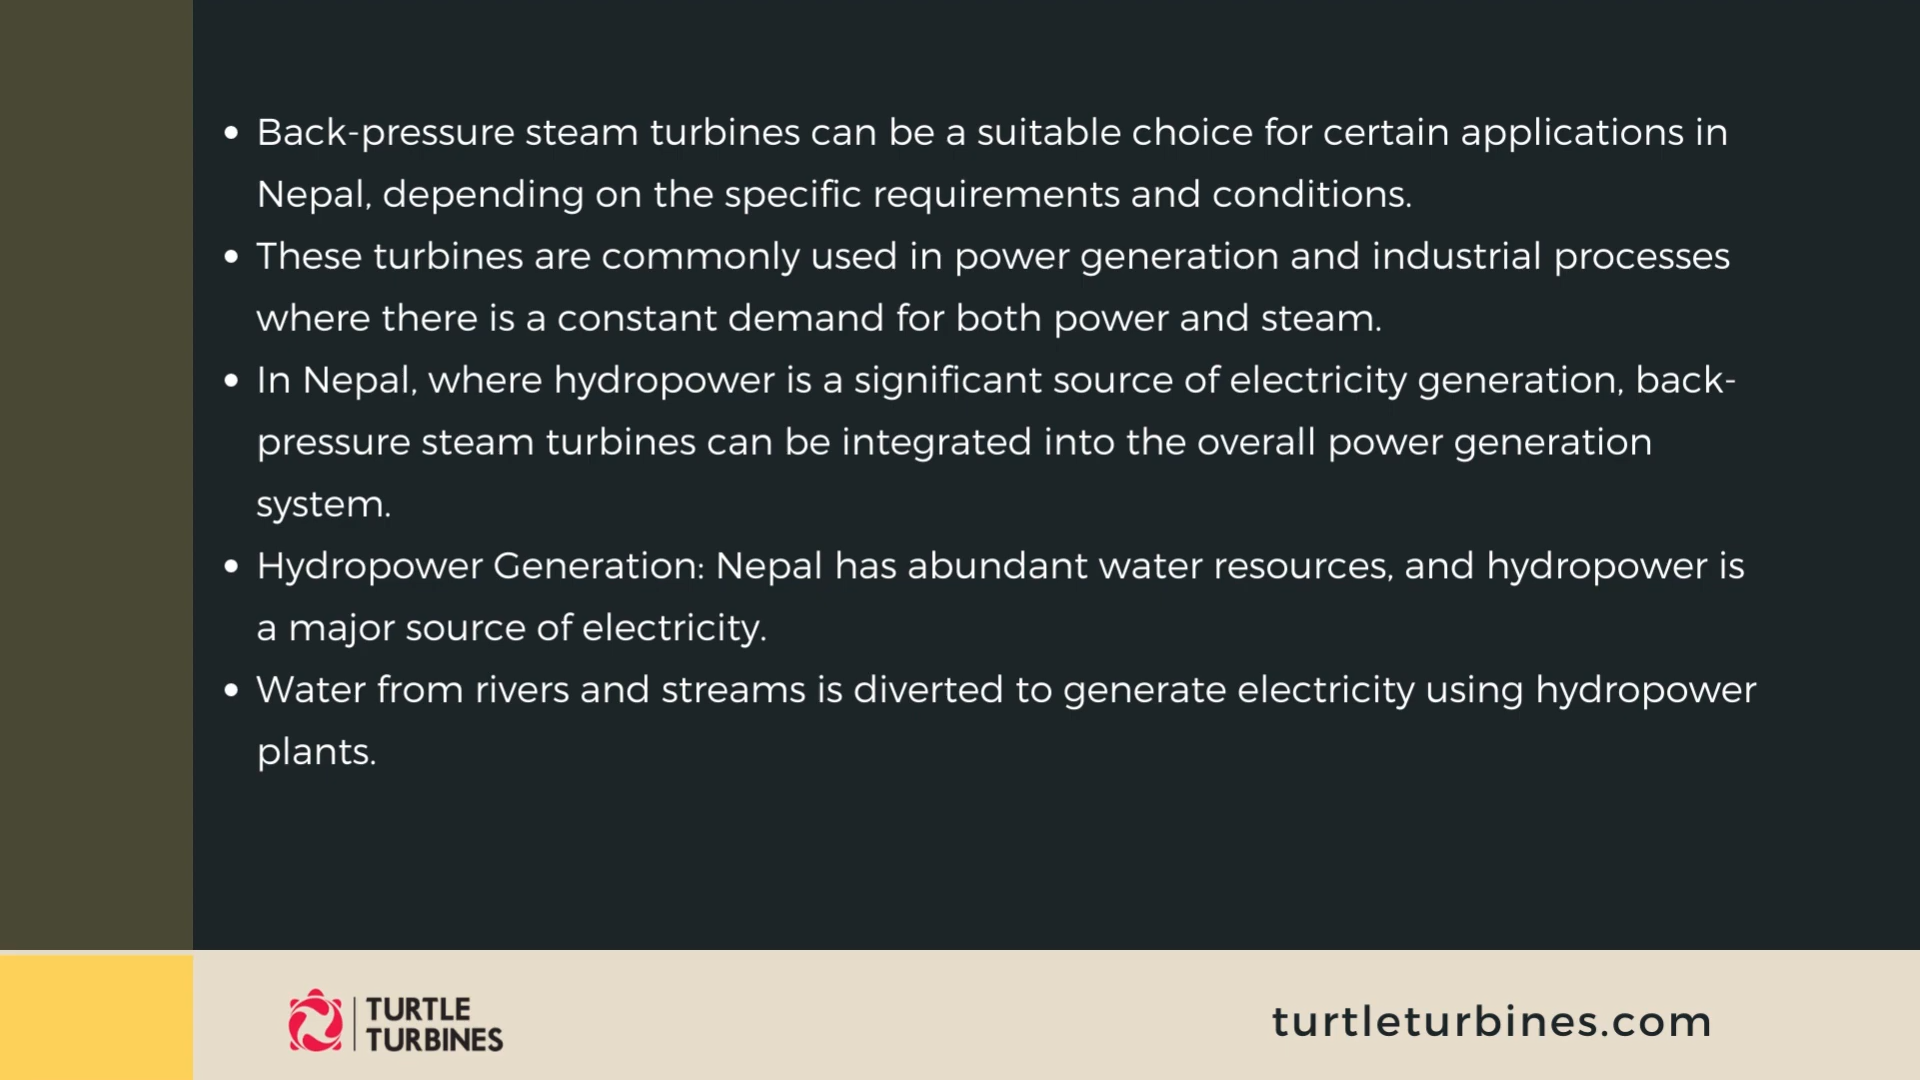 • Back-pressure steam turbines can be a suitable choice for certain applications in
Nepal, depending on the specific requirements and conditions.
• These turbines are commonly used in power generation and industrial processes
where there is a constant demand for both power and steam.
• In Nepal, where hydropower is a significant source of electricity generation, back-
pressure steam turbines can be integrated into the overall power generation
system.
• Hydropower Generation: Nepal has abundant water resources, and hydropower is
a major source of electricity.
• Water from rivers and streams is diverted to generate electricity using hydropower
plants.
TURTLE
TURBINES
turtleturbines.com